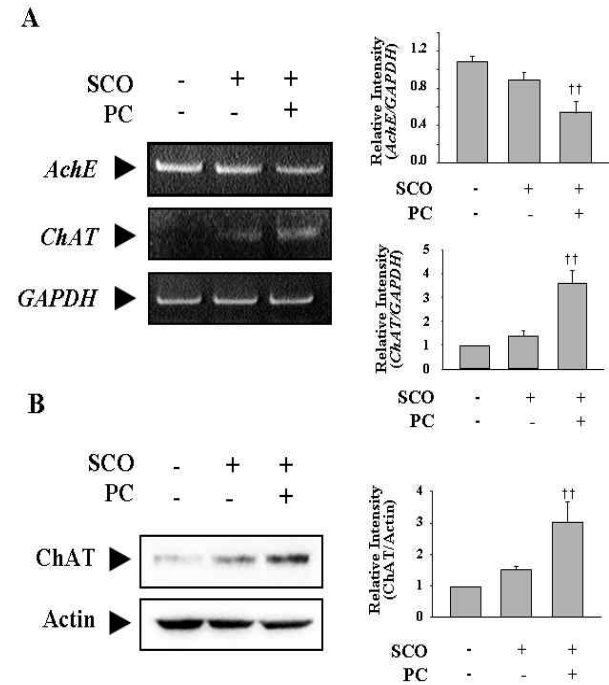 A
SCO - + +
PC - - +
AchE
ChAT
GAPDH
Relative Intensity
(AchE/GAPDH)
1.2
0.8
0.4
0.0
††
SCO - + +
PC - - +
Relative Intensity
(ChAT/GAPDH)
5
4
3
2
1
0
††
SCO - + +
PC - - +
B
SCO - + +
PC - - +
ChAT
Actin
Relative Intensity
(ChAT/Actin)
4
3
2
1
0
††
SCO - + +
PC - - +